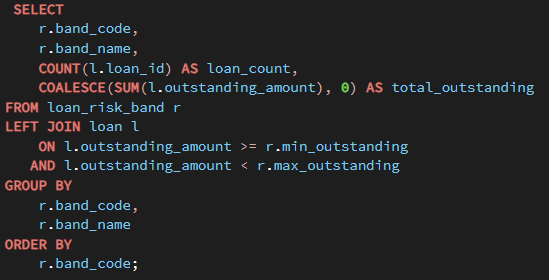 SELECT
    r.band_code,
    r.band_name,
    COUNT(l.loan_id) AS loan_count,
    COALESCE(SUM(l.outstanding_amount), 0) AS total_outstanding
FROM loan_risk_band r
LEFT JOIN loan l
    ON l.outstanding_amount >= r.min_outstanding
   AND l.outstanding_amount < r.max_outstanding
GROUP BY
    r.band_code,
    r.band_name
ORDER BY
    r.band_code;